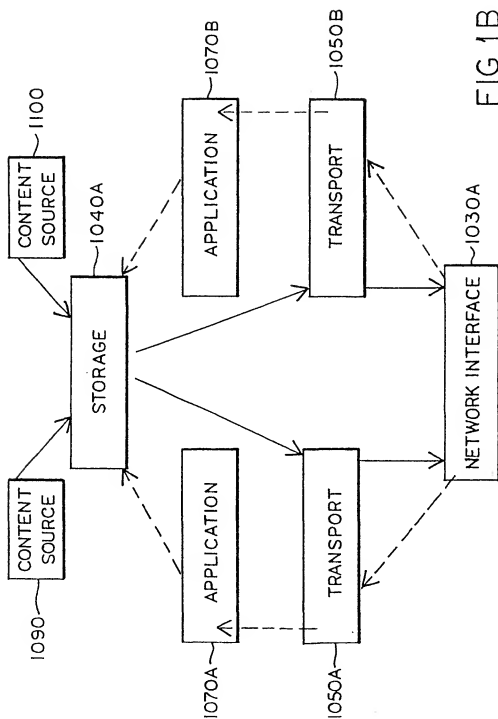 1090
CONTENT
SOURCE
CONTENT
SOURCE
1100
STORAGE
1040A
1070A
APPLICATION
APPLICATION
1070B
1050A
TRANSPORT
TRANSPORT
1050B
NETWORK INTERFACE
1030A
FIG 1B